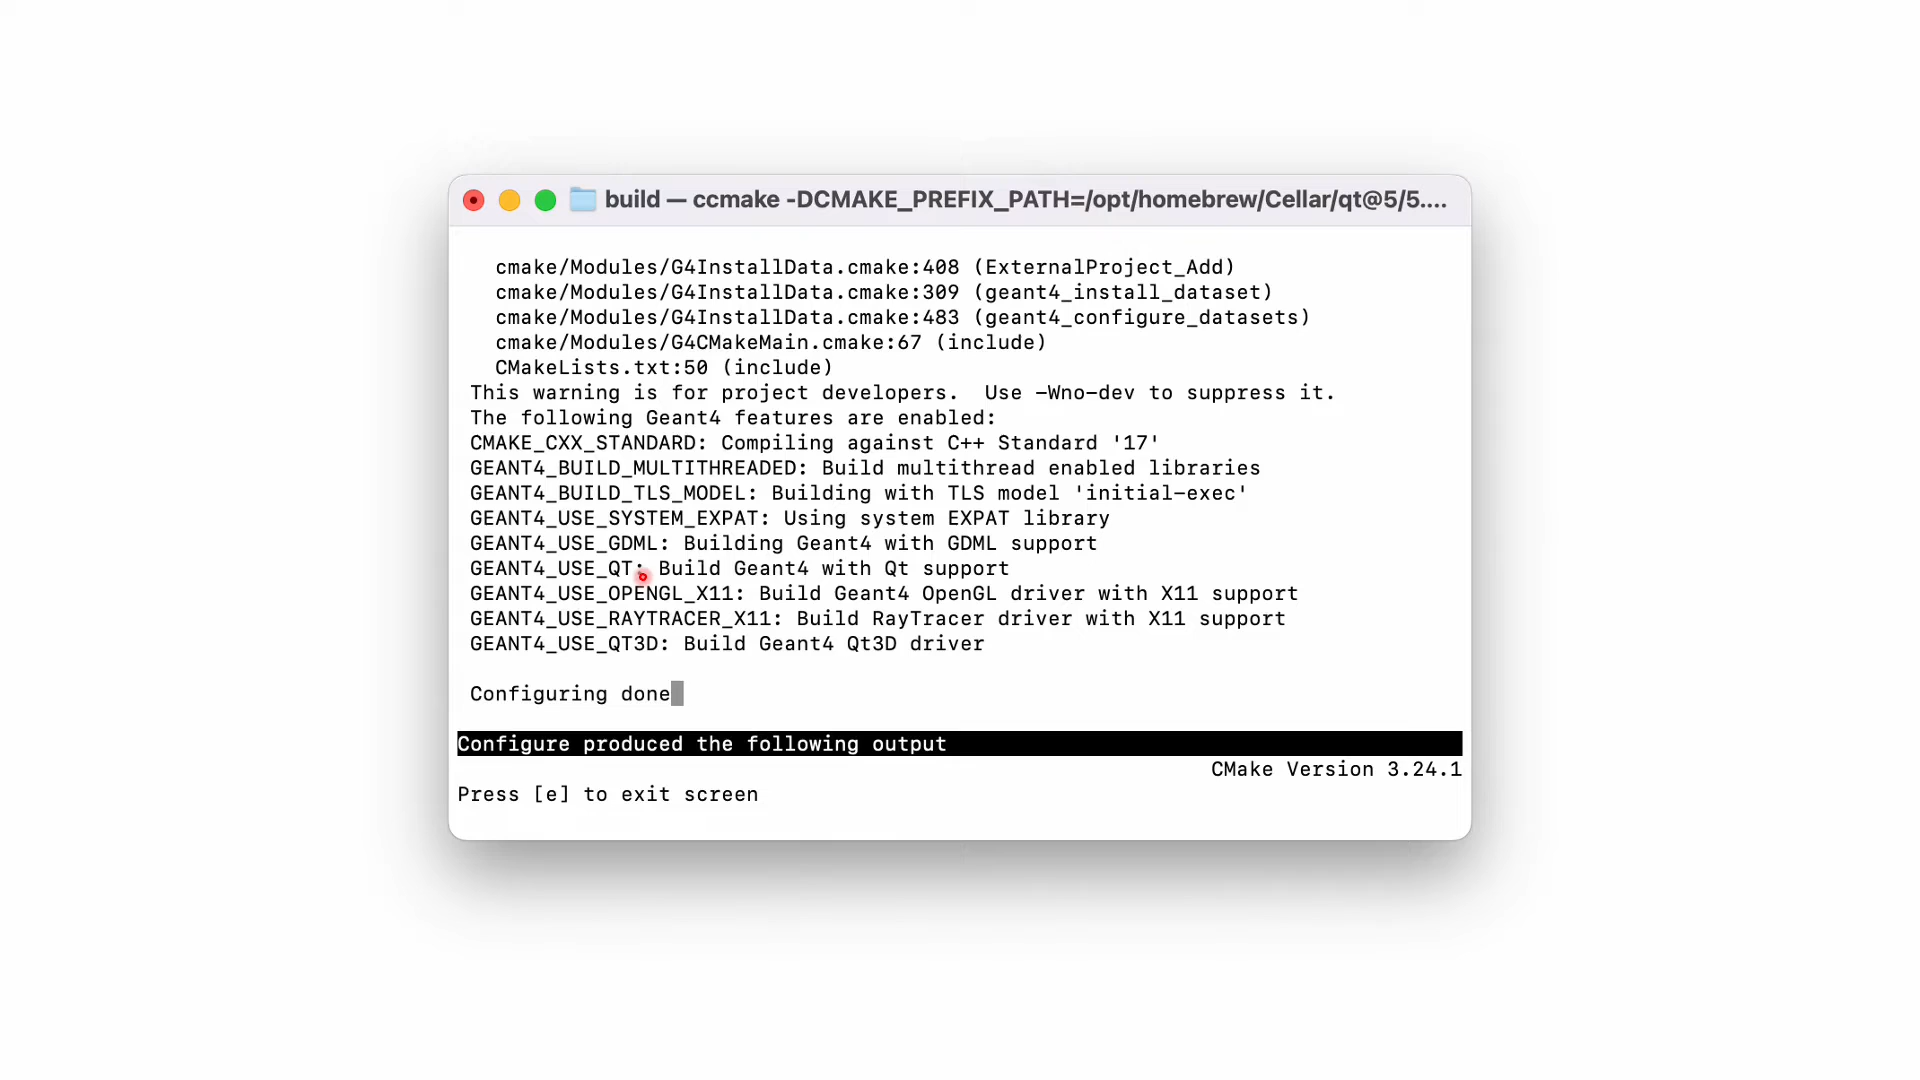 build — ccmake -DCMAKE_PREFIX_PATH=/opt/homebrew/Cellar/qt@5/5....
cmake/Modules/G4InstallData.cmake:408 (ExternalProject_Add)
cmake/Modules/G4InstallData.cmake:309 (geant4_install_dataset)
cmake/Modules/G4InstallData.cmake:483 (geant4_configure_datasets)
cmake/Modules/G4CMakeMain.cmake:67 (include)
CMakeLists.txt:50 (include)
This warning is for project developers.  Use -Wno-dev to suppress it.
The following Geant4 features are enabled:
CMAKE_CXX_STANDARD: Compiling against C++ Standard '17'
GEANT4_BUILD_MULTITHREADED: Build multithread enabled libraries
GEANT4_BUILD_TLS_MODEL: Building with TLS model 'initial-exec'
GEANT4_USE_SYSTEM_EXPAT: Using system EXPAT library
GEANT4_USE_GDML: Building Geant4 with GDML support
GEANT4_USE_QT: Build Geant4 with Qt support
GEANT4_USE_OPENGL_X11: Build Geant4 OpenGL driver with X11 support
GEANT4_USE_RAYTRACER_X11: Build RayTracer driver with X11 support
GEANT4_USE_QT3D: Build Geant4 Qt3D driver
Configuring done
Configure produced the following output
CMake Version 3.24.1
Press [e] to exit screen